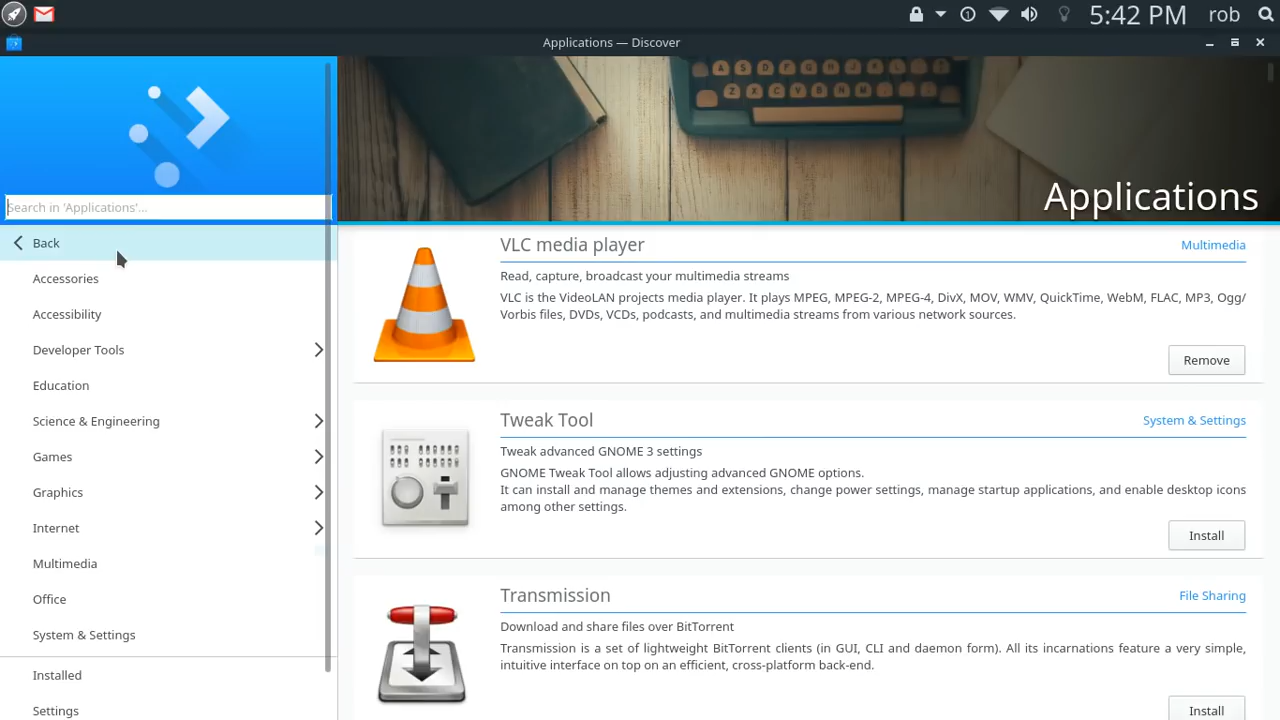 5:42 PM rob
Applications — Discover
Applications
Search in 'Applications'...
Back
Accessories
Accessibility
Developer Tools
Education
Science & Engineering
Games
Graphics
Internet
Multimedia
Office
System & Settings
Installed
Settings
VLC media player
Multimedia
Read, capture, broadcast your multimedia streams
VLC is the VideoLAN projects media player. It plays MPEG, MPEG-2, MPEG-4, DivX, MOV, WMV, QuickTime, WebM, FLAC, MP3, Ogg/
Vorbis files, DVDs, VCDs, podcasts, and multimedia streams from various network sources.
Remove
Tweak Tool
System & Settings
Tweak advanced GNOME 3 settings
GNOME Tweak Tool allows adjusting advanced GNOME options.
It can install and manage themes and extensions, change power settings, manage startup applications, and enable desktop icons
among other settings.
Install
Transmission
File Sharing
Download and share files over BitTorrent
Transmission is a set of lightweight BitTorrent clients (in GUI, CLI and daemon form). All its incarnations feature a very simple,
intuitive interface on top on an efficient, cross-platform back-end.
Install